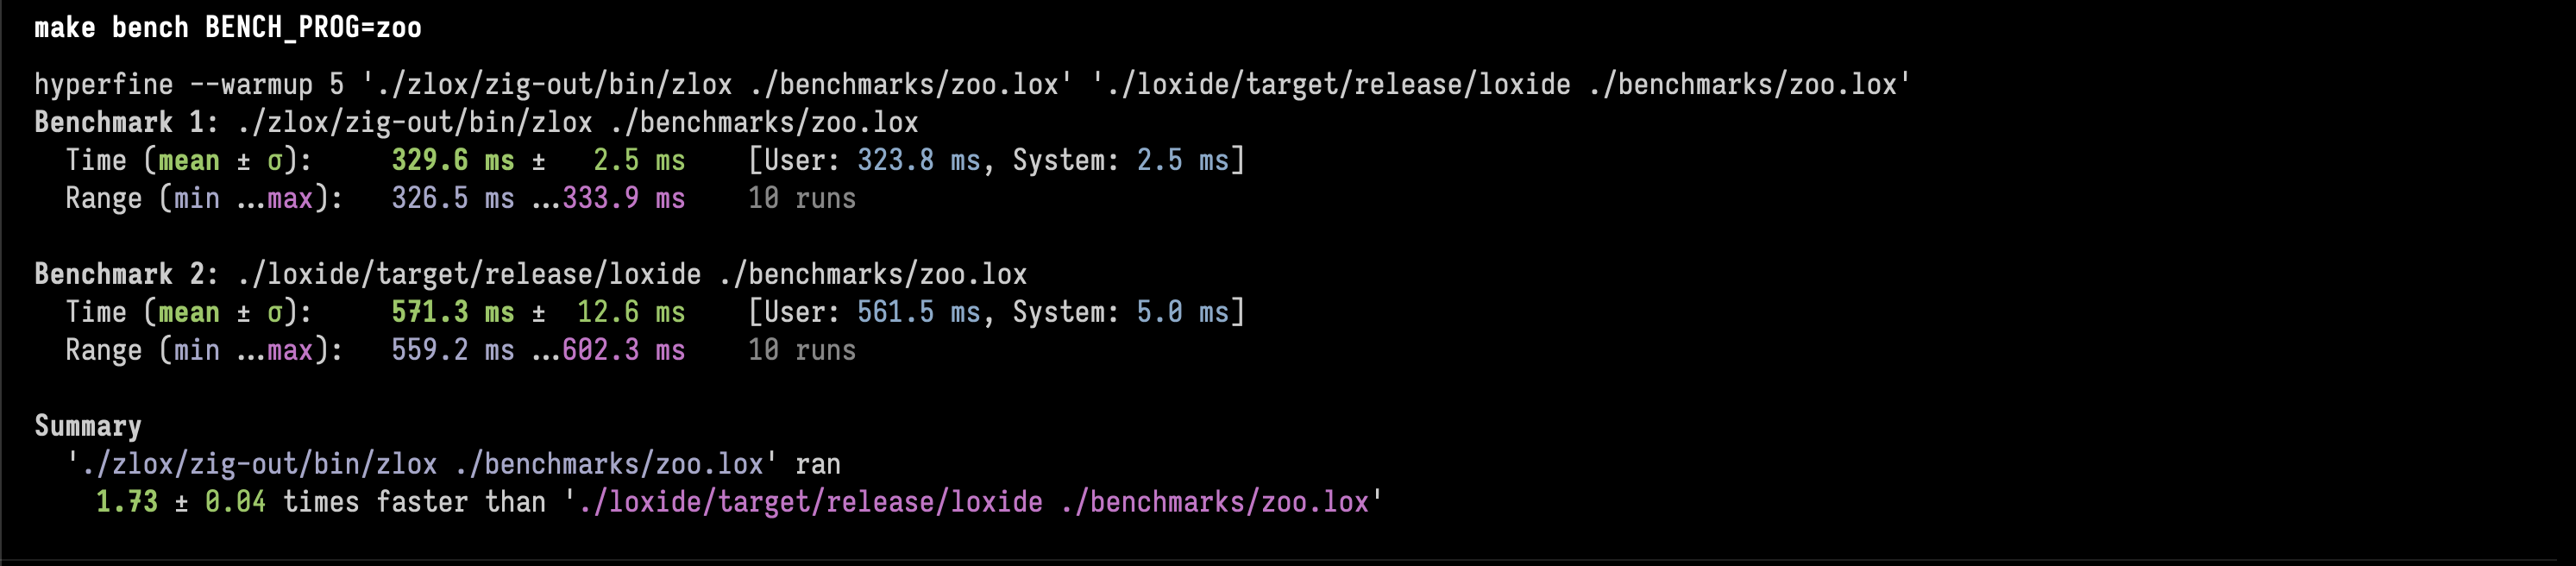 make bench BENCH_PROG=zoo
hyperfine --warmup 5 './zlox/zig-out/bin/zlox ./benchmarks/zoo.lox' './loxide/target/release/loxide ./benchmarks/zoo.lox'
Benchmark 1: ./zlox/zig-out/bin/zlox ./benchmarks/zoo.lox
Time (mean ± σ): 329.6 ms ± 2.5 ms [User: 323.8 ms, System: 2.5 ms]
Range (min …max): 326.5 ms …333.9 ms 10 runs
Benchmark 2: ./loxide/target/release/loxide ./benchmarks/zoo.lox
Time (mean ± σ): 571.3 ms ± 12.6 ms [User: 561.5 ms, System: 5.0 ms]
Range (min …max): 559.2 ms …602.3 ms 10 runs
Summary
'./zlox/zig-out/bin/zlox ./benchmarks/zoo.lox' ran
1.73 ± 0.04 times faster than './loxide/target/release/loxide ./benchmarks/zoo.lox'